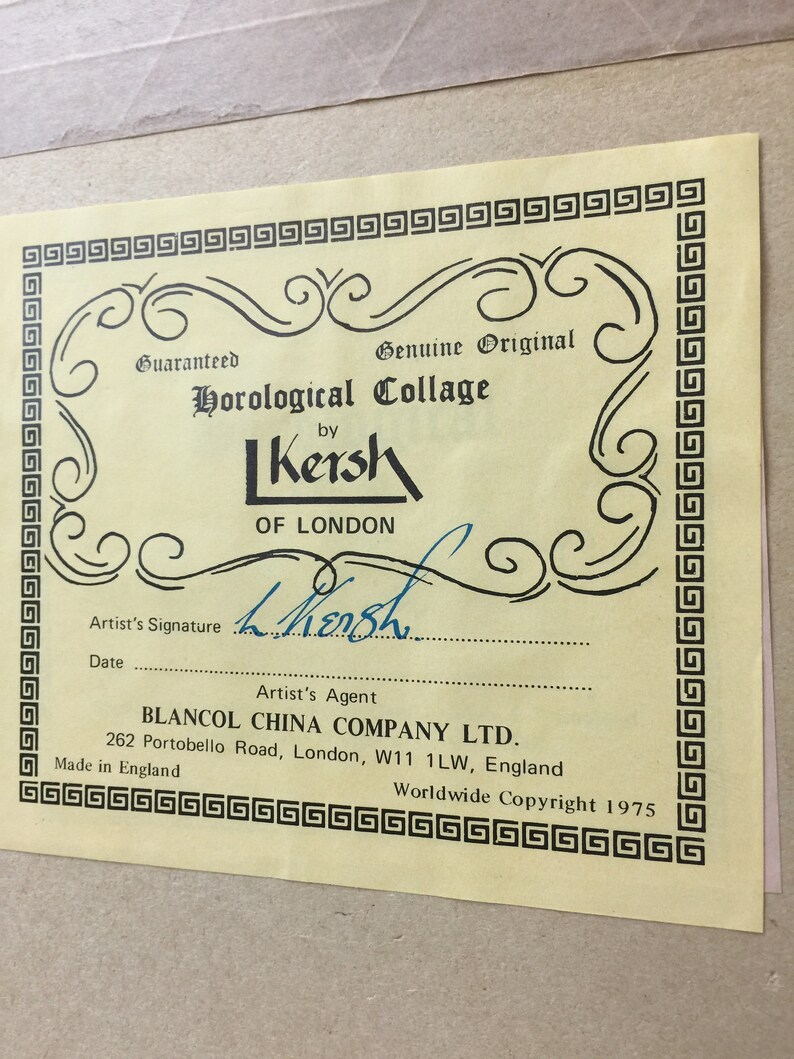 Guaranteed Genuine Original
Horological Collage
by
L Kersh
OF LONDON
Artist's Signature L. Kersh.
Date
Artist's Agent
BLANCOL CHINA COMPANY LTD.
262 Portobello Road, London, W11 1LW, England
Made in England
Worldwide Copyright 1975